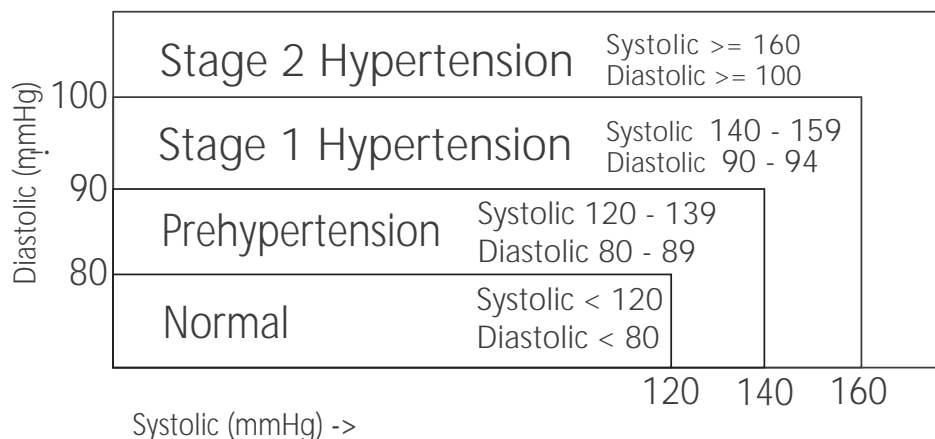 Stage 2 Hypertension
Systolic >= 160
Diastolic >= 100
100
Stage 1 Hypertension
Systolic 140 - 159
Diastolic 90 - 94
90
Prehypertension
Systolic 120 - 139
Diastolic 80 - 89
80
Normal
Systolic < 120
Diastolic < 80
Diastolic (mmHg)
120
140
160
Systolic (mmHg) ->